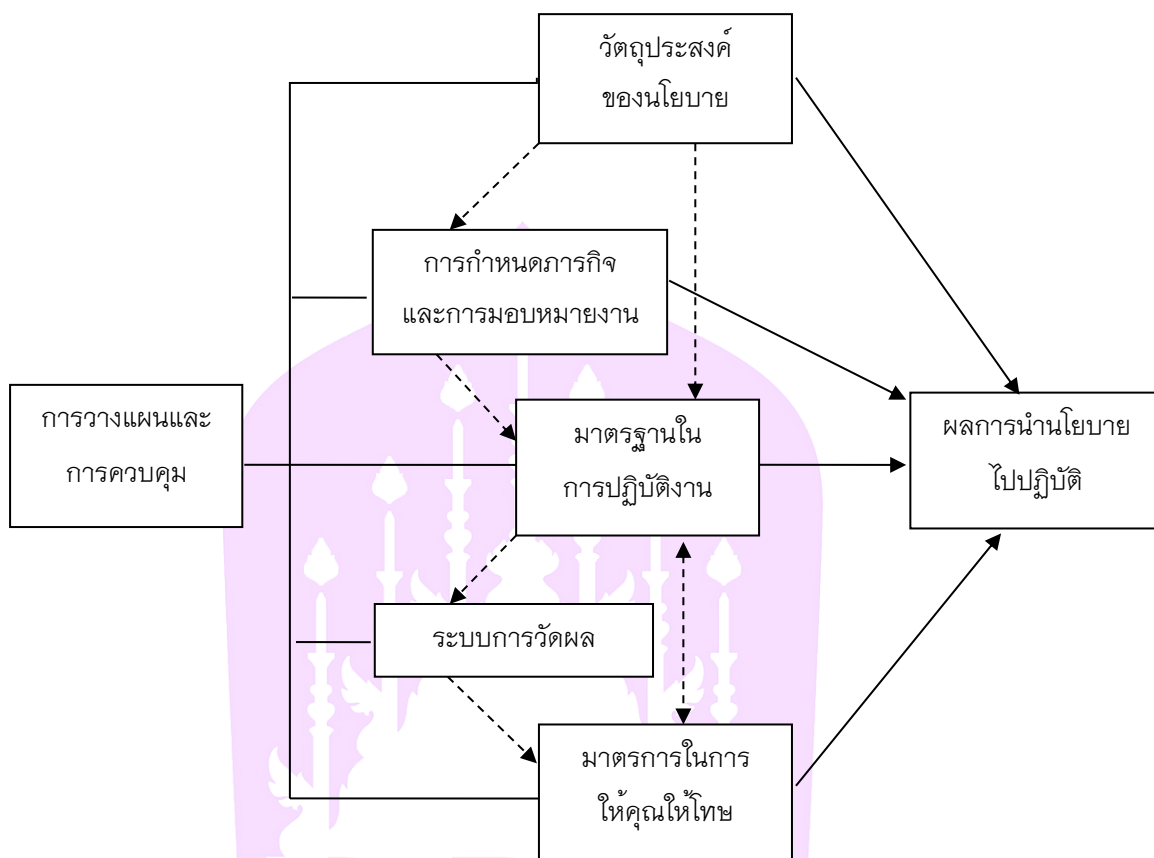 วัตถุประสงค์
ของนโยบาย
การกำหนดภารกิจ
และการมอบหมายงาน
การวางแผนและ
การควบคุม
มาตรฐานใน
การปฏิบัติงาน
ผลการนำนโยบาย
ไปปฏิบัติ
ระบบการวัดผล
มาตรการในการ
ให้คุณให้โทษ